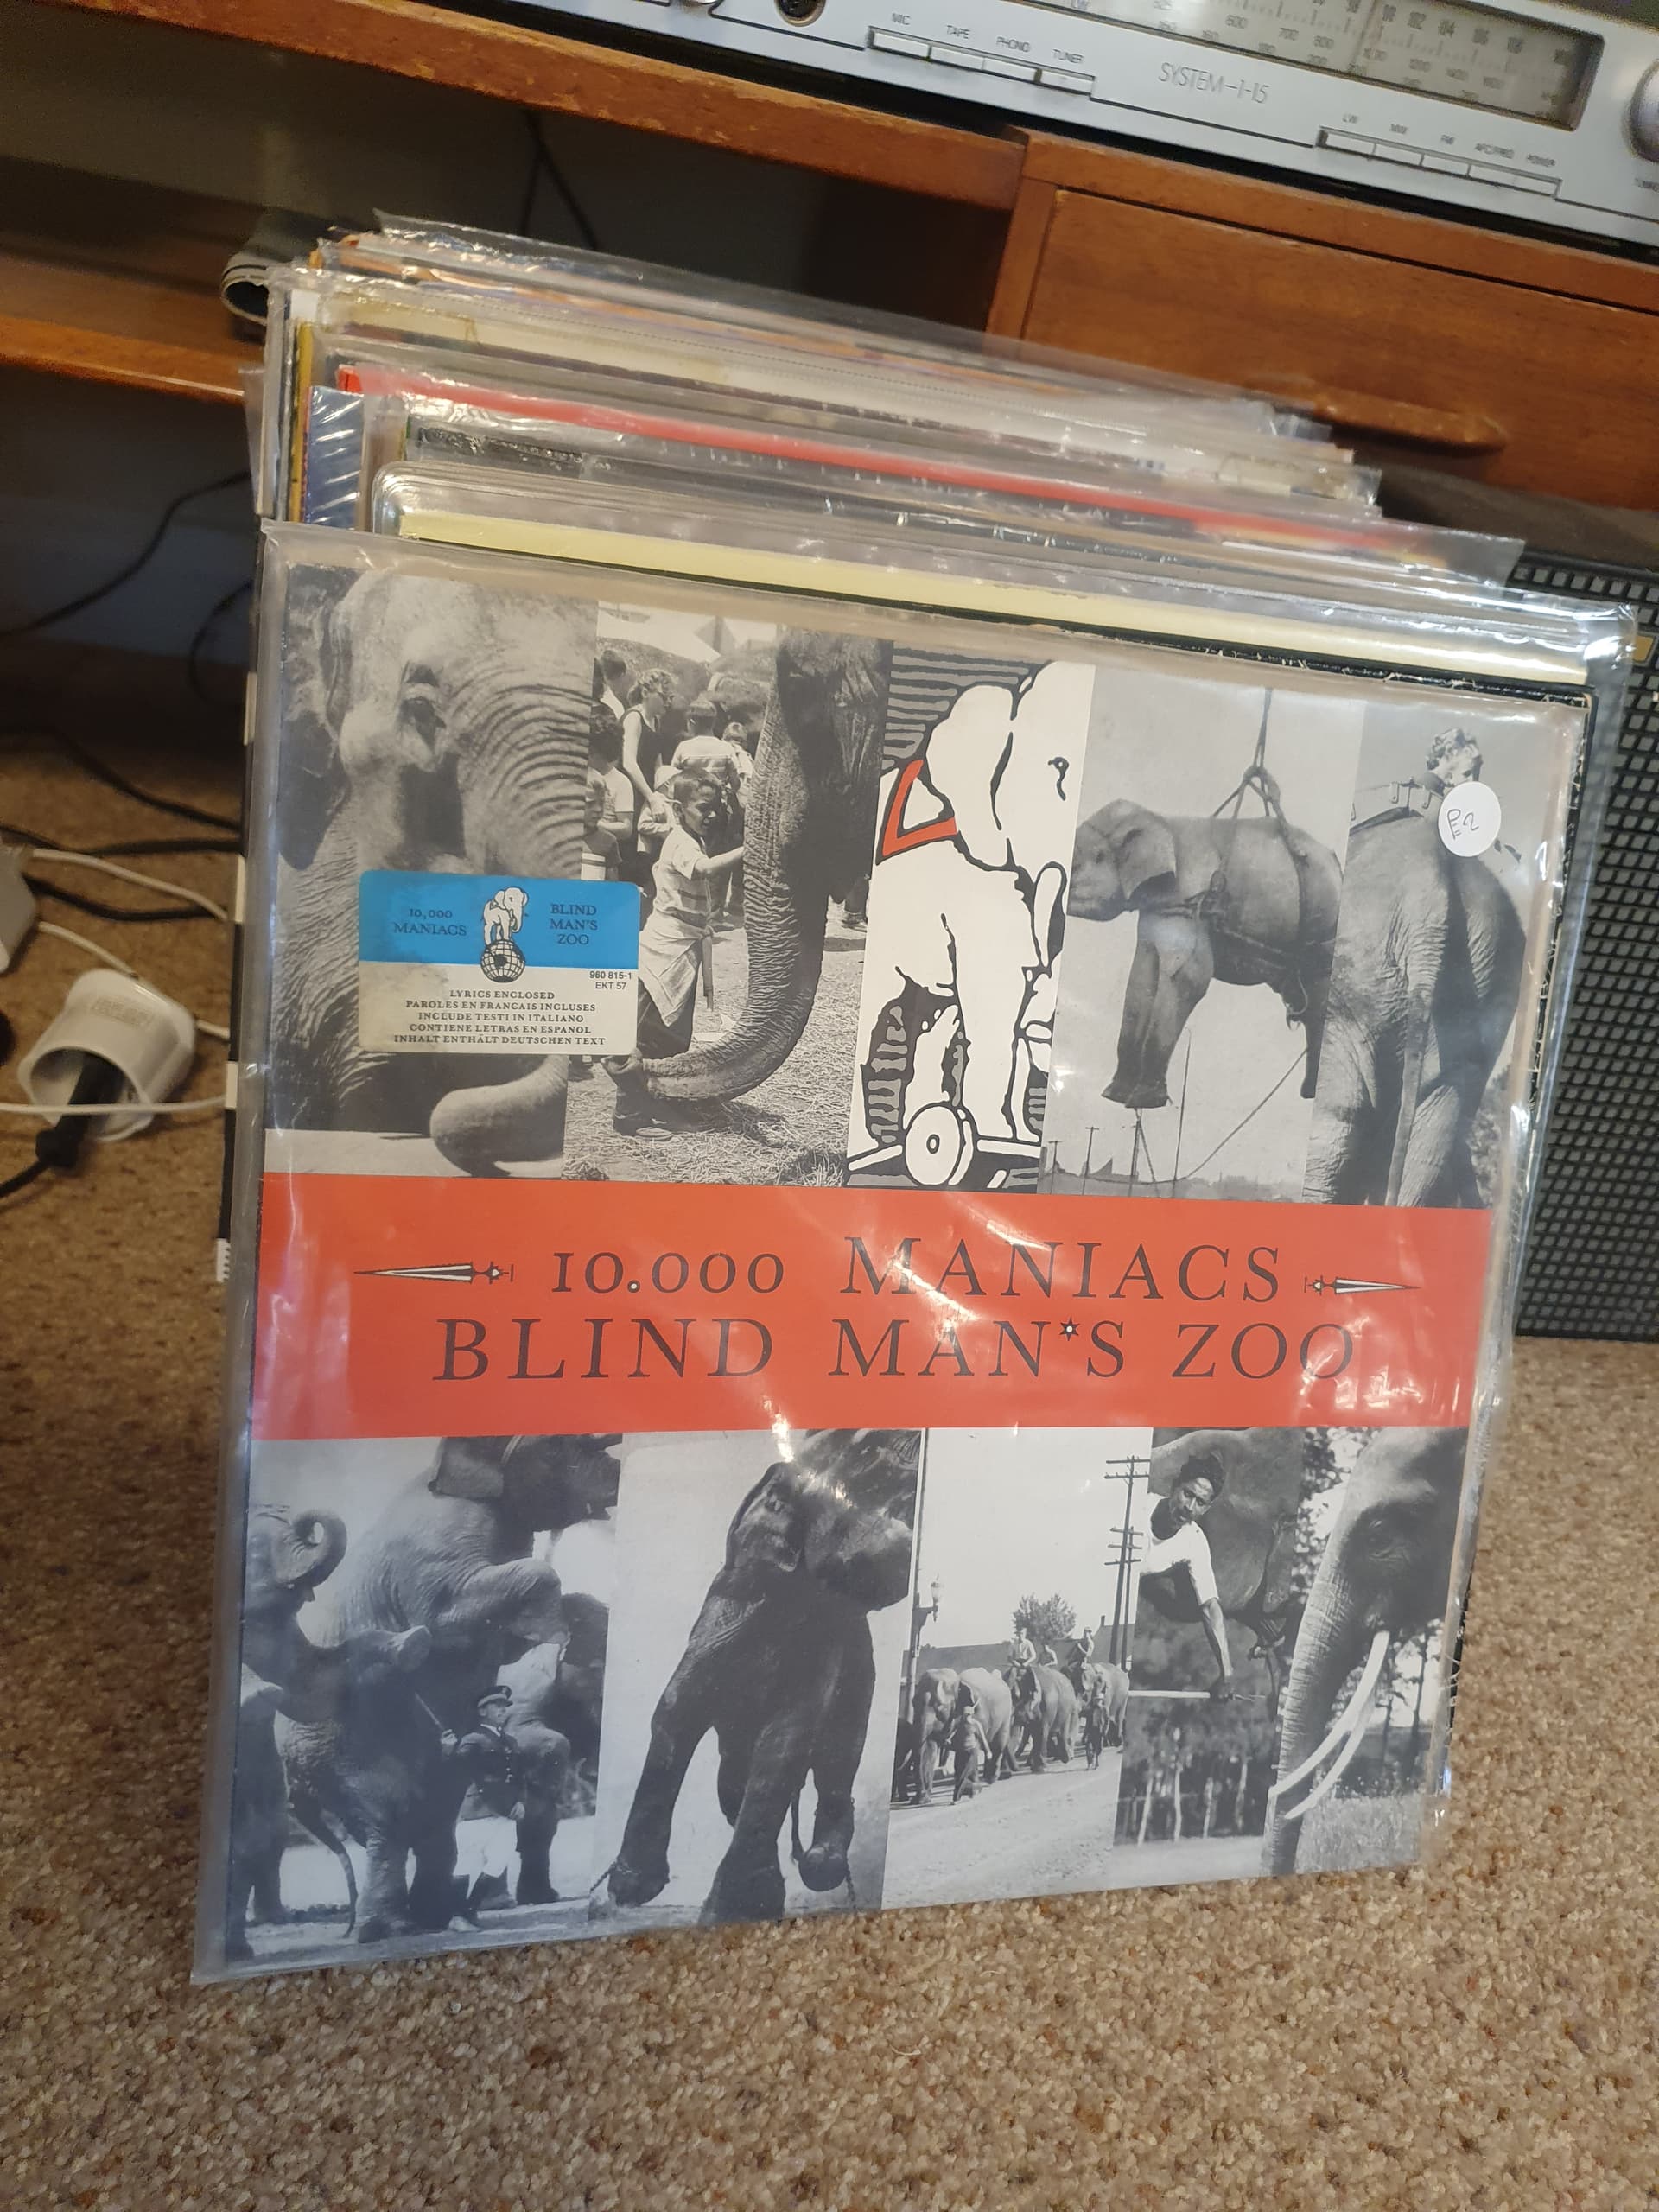 MIC TAPE PHONO TUNER
SYSTEM-1-15
LW MW FM AFC/FREQ POWER
P=2
10,000 MANIACS
BLIND MAN'S ZOO
960 815-1
EKT 57
LYRICS ENCLOSED
PAROLES EN FRANCAIS INCLUSES
INCLUDE TESTI IN ITALIANO
CONTIENE LETRAS EN ESPANOL
INHALT ENTHÄLT DEUTSCHEN TEXT
10.000 MANIACS
BLIND MAN*S ZOO